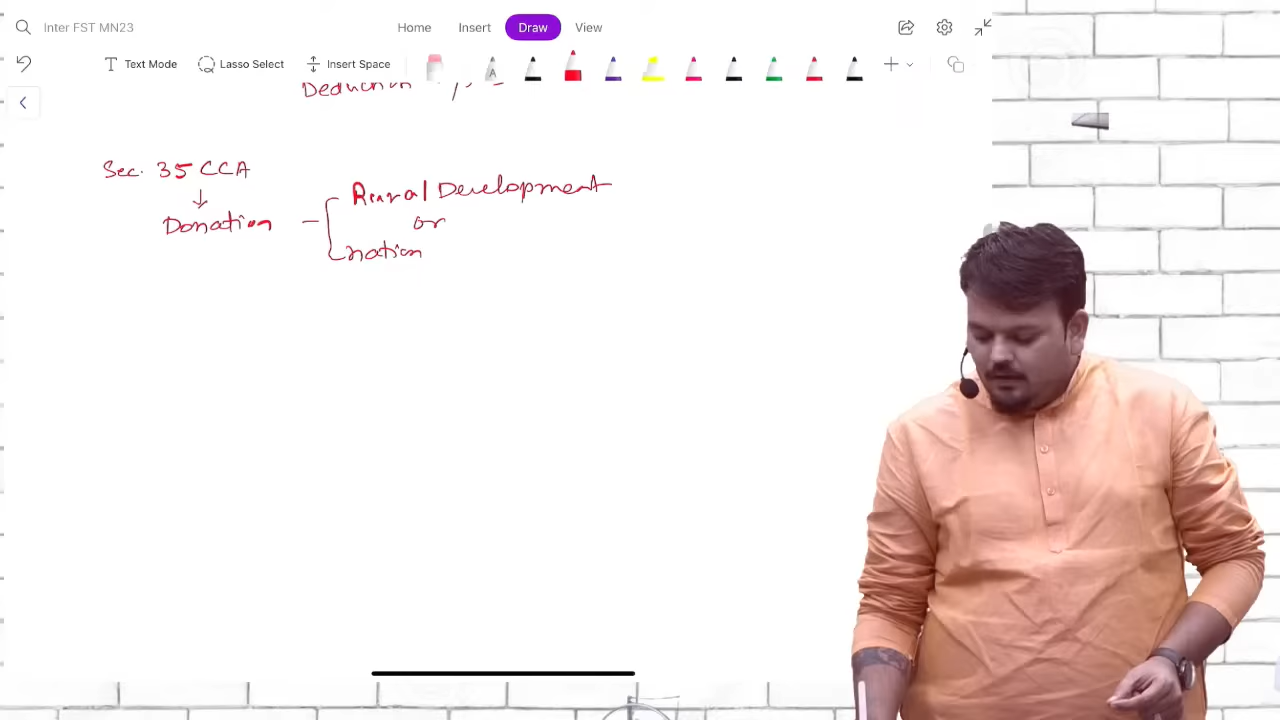 Inter FST MN23
Home Insert Draw View
Text Mode Lasso Select Insert Space
A
Deduction
Sec. 35 CCA
↓
Donation
Rural Development
or
nation